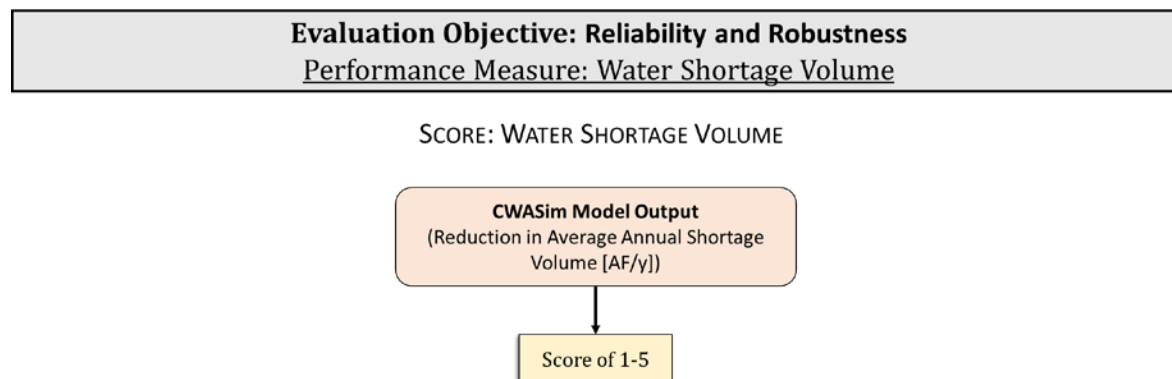 Evaluation Objective: Reliability and Robustness
Performance Measure: Water Shortage Volume
SCORE: WATER SHORTAGE VOLUME
CWASim Model Output
(Reduction in Average Annual Shortage
Volume [AF/y])
Score of 1-5